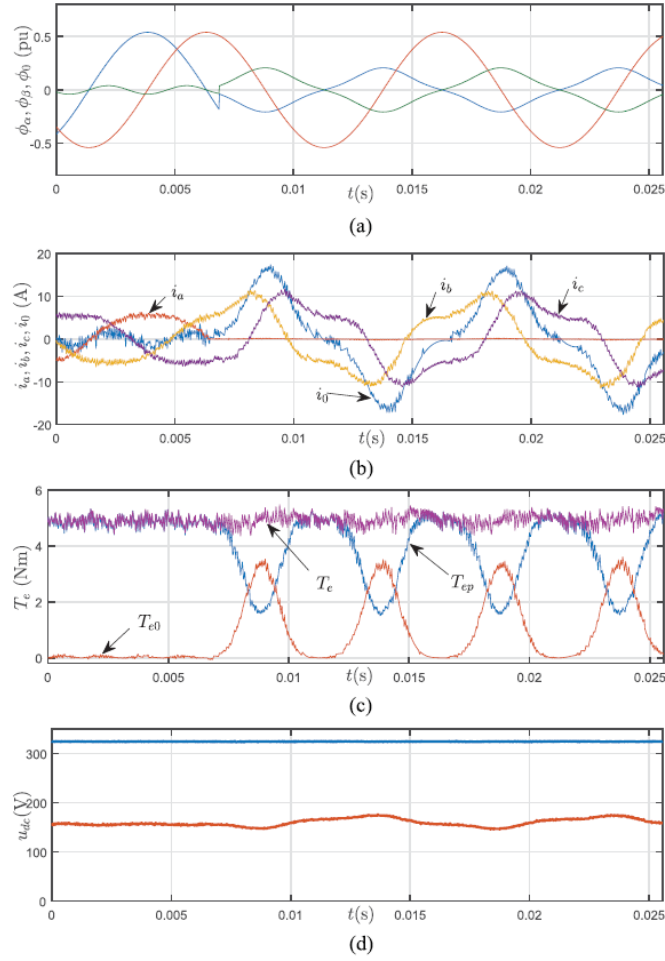 ϕα, ϕβ, ϕ0 (pu)
0.5
0
-0.5
0 0.005 0.01 0.015 0.02 0.025
t(s)
(a)
ia, ib, ic, i0 (A)
20
10
0
-10
-20
ia
ib
ic
i0
0 0.005 0.01 0.015 0.02 0.025
t(s)
(b)
Te (Nm)
6
4
2
0
Te0
Te
Tep
0 0.005 0.01 0.015 0.02 0.025
t(s)
(c)
udc(V)
300
150
0
0 0.005 0.01 0.015 0.02 0.025
t(s)
(d)